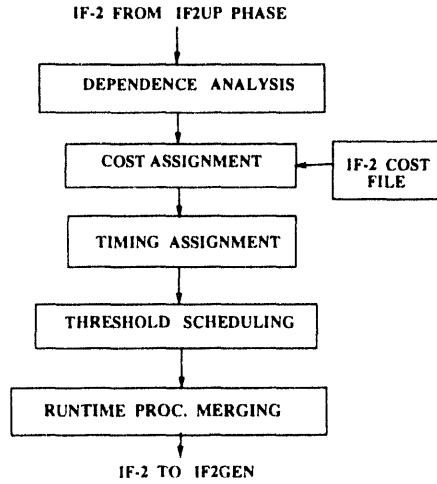 IF-2 FROM IF2UP PHASE
DEPENDENCE ANALYSIS
COST ASSIGNMENT
IF-2 COST
FILE
TIMING ASSIGNMENT
THRESHOLD SCHEDULING
RUNTIME PROC. MERGING
IF-2 TO IF2GEN